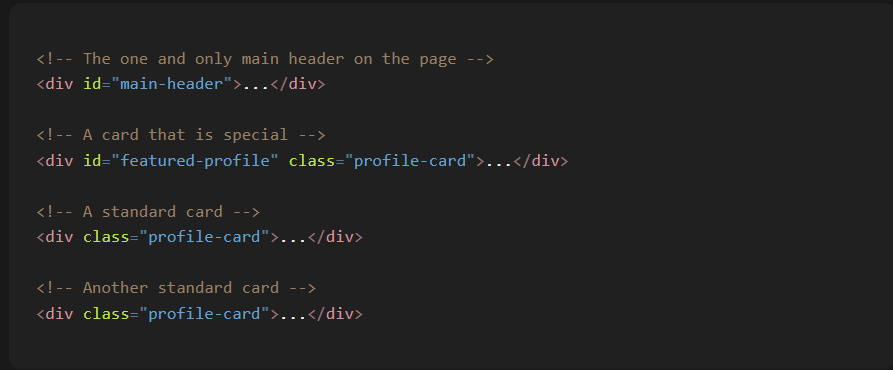 <!-- The one and only main header on the page -->
<div id="main-header">...</div>
<!-- A card that is special -->
<div id="featured-profile" class="profile-card">...</div>
<!-- A standard card -->
<div class="profile-card">...</div>
<!-- Another standard card -->
<div class="profile-card">...</div>